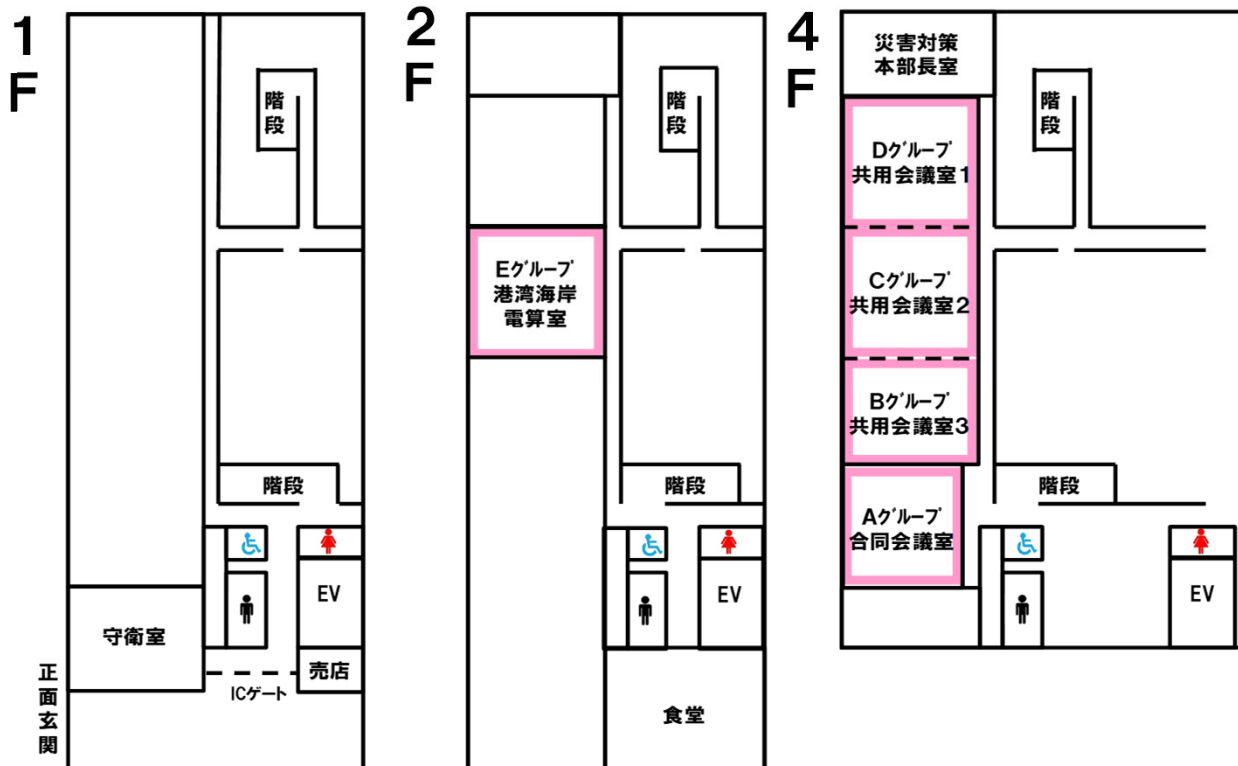 1
F
階
段
階段
EV
守衛室
売店
ICゲート
正
面
玄
関
2
F
階
段
Eグループ
港湾海岸
電算室
階段
EV
食堂
4
F
災害対策
本部長室
階
段
Dグループ
共用会議室1
Cグループ
共用会議室2
Bグループ
共用会議室3
階段
Aグループ
合同会議室
EV